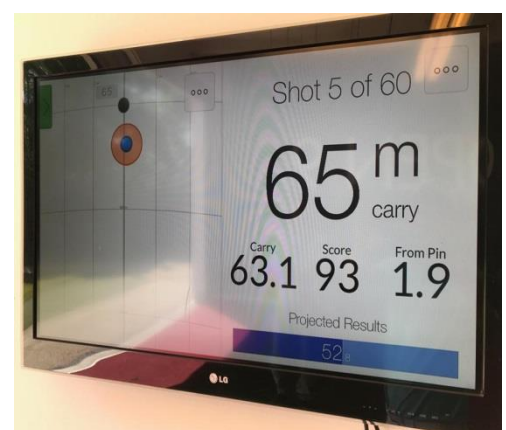 65
Shot 5 of 60
65 m
carry
Carry Score From Pin
63.1 93 1.9
Projected Results
52
LG